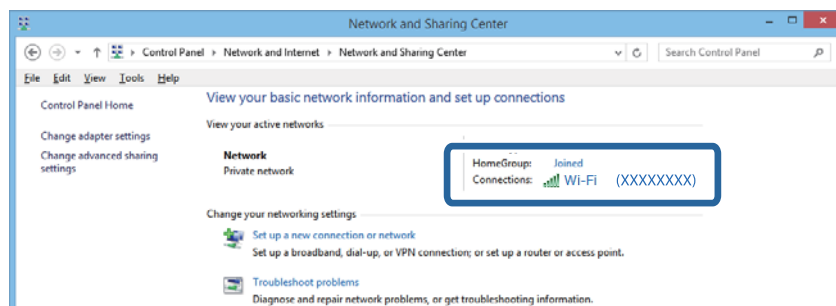 Network and Sharing Center
Control Panel Network and Internet Network and Sharing Center Search Control Panel
File Edit View Tools Help
Control Panel Home
Change adapter settings
Change advanced sharing
settings
View your basic network information and set up connections
View your active networks
Network
Private network
HomeGroup: Joined
Connections: Wi-Fi (XXXXXXXX)
Change your networking settings
Set up a new connection or network
Set up a broadband, dial-up, or VPN connection; or set up a router or access point.
Troubleshoot problems
Diagnose and repair network problems, or get troubleshooting information.